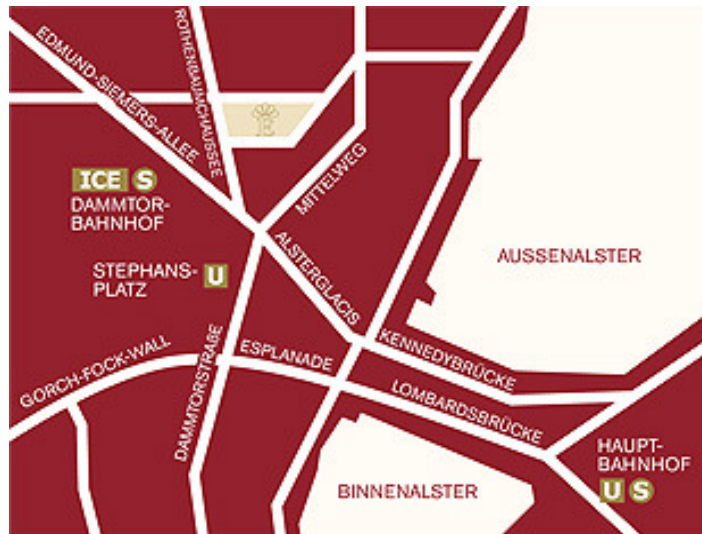 EDMUND-SIEMERS-ALLEE
ROTHENBAUMCHAUSSEE
E
MITTELWEG
ICE S
DAMMTOR-
BAHNHOF
STEPHANS-
PLATZ
U
ALSTERGLACIS
AUSSENALSTER
GORCH-FOCK-WALL
DAMMTORSTRAßE
ESPLANADE
KENNEDYBRÜCKE
LOMBARDSBRÜCKE
BINNENALSTER
HAUPT-
BAHNHOF
U S